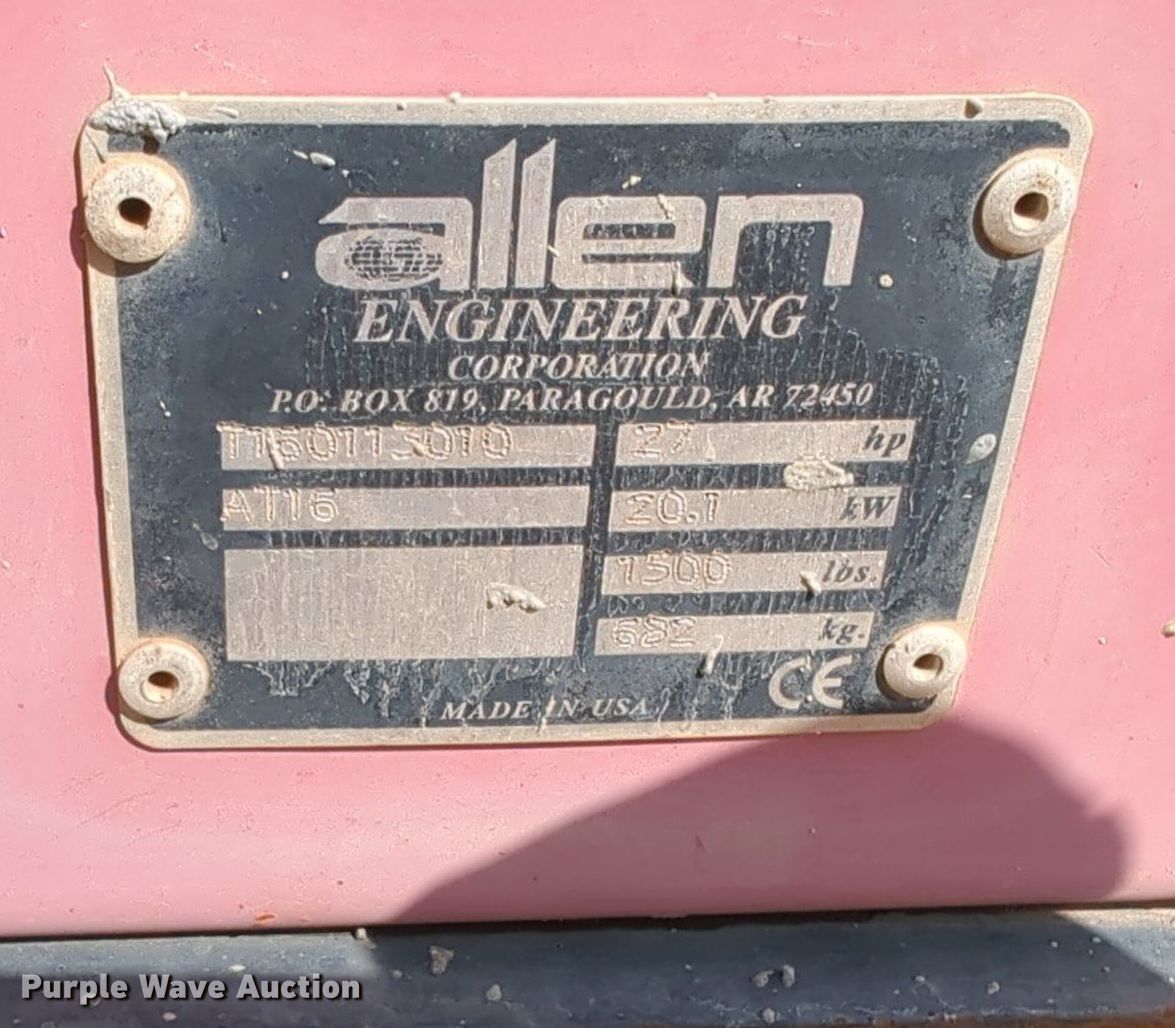 allen
ENGINEERING
CORPORATION
P.O. BOX 819, PARAGOULD, AR 72450
T160113010 27 hp
AT16 20.1 kW
1500 lbs.
682 kg.
MADE IN USA CE
Purple Wave Auction